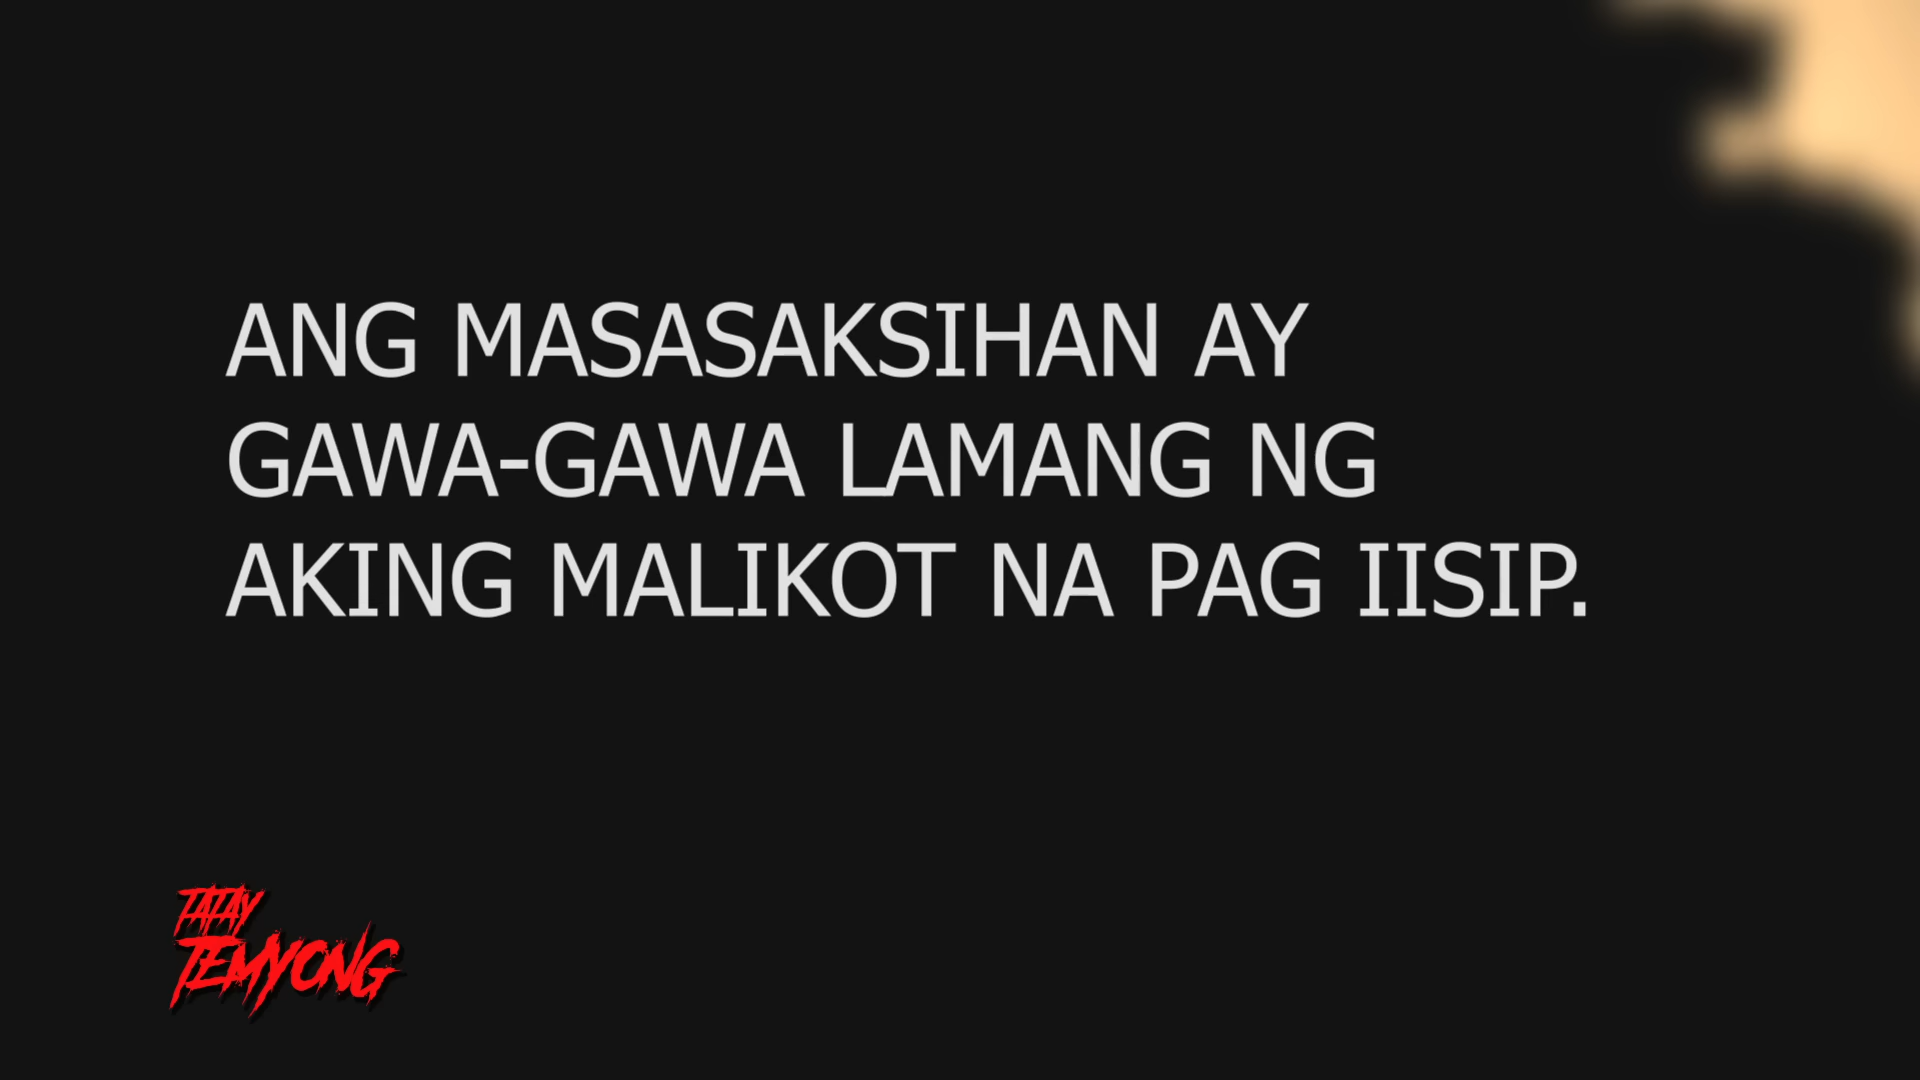 ANG MASASAKSIHAN AY
GAWA-GAWA LAMANG NG
AKING MALIKOT NA PAG IISIP.
TATAY
TEMYONG